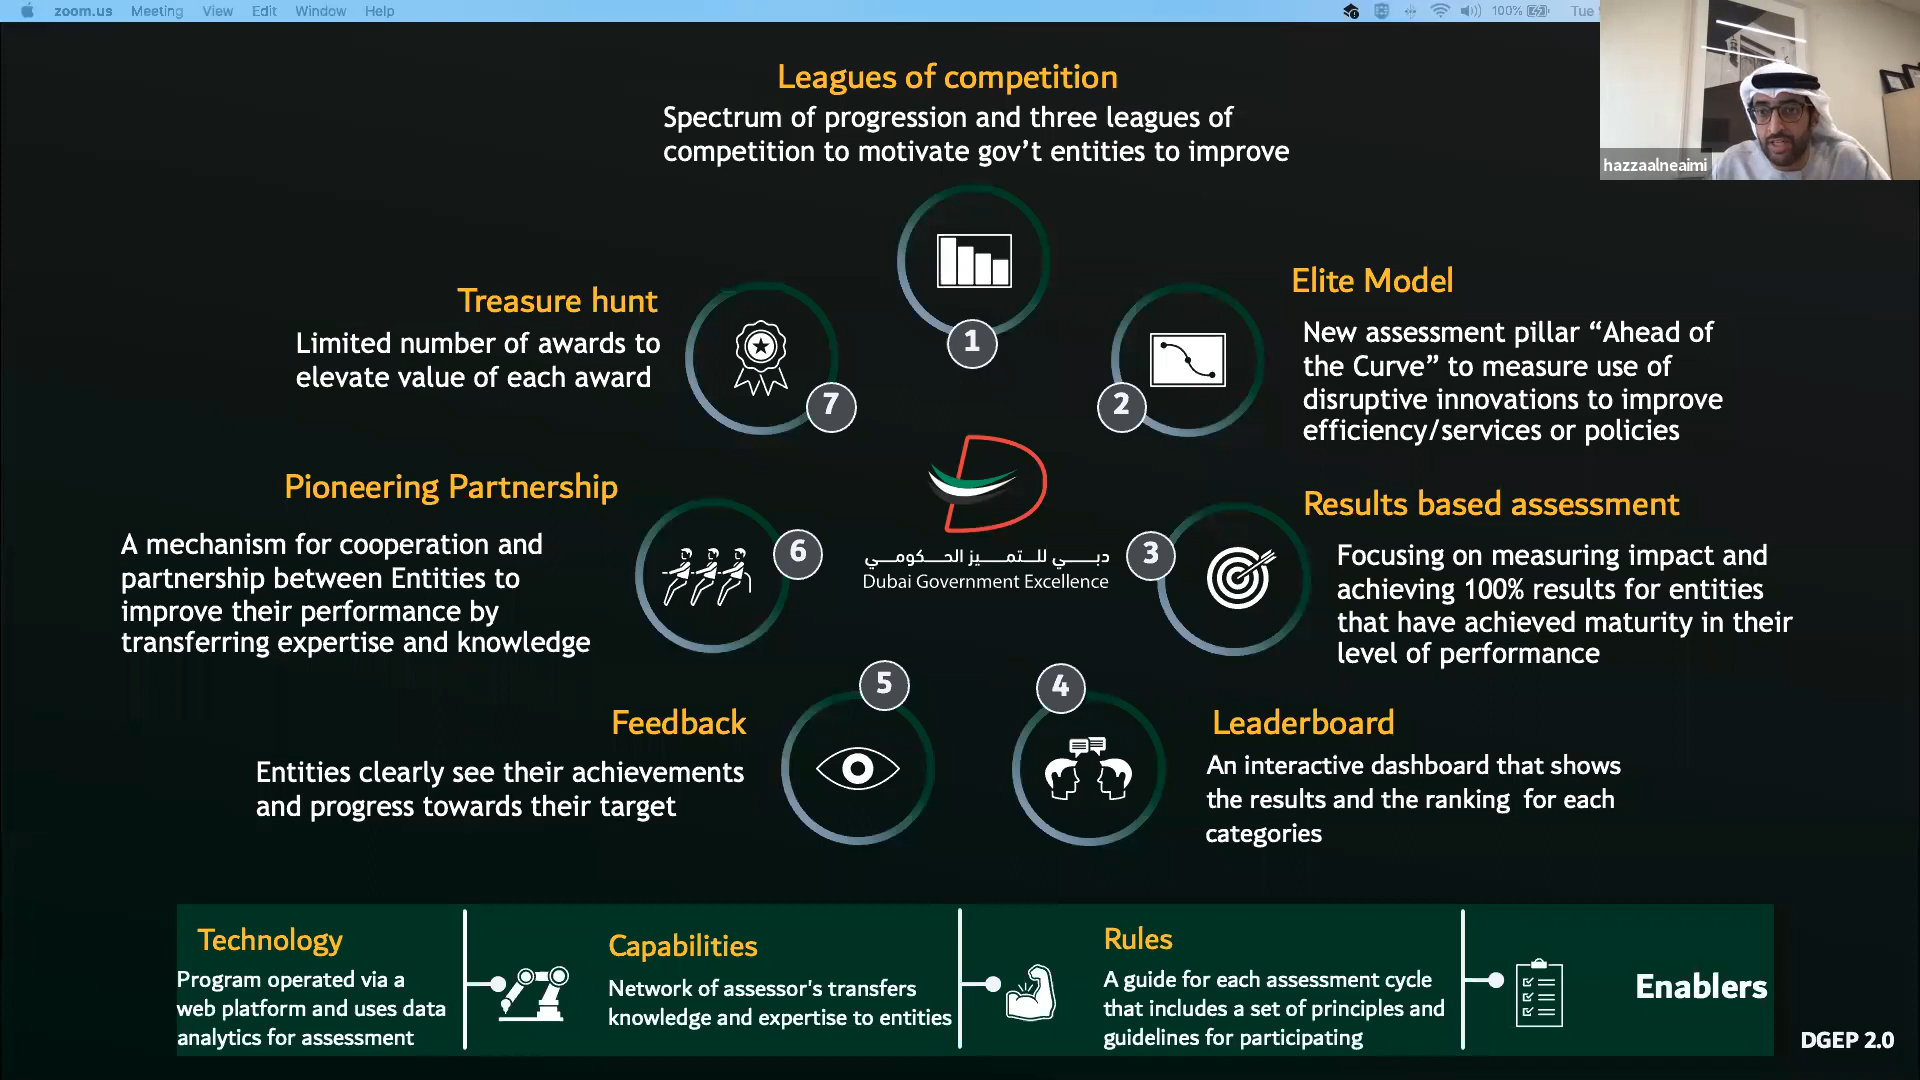 zoom.us Meeting View Edit Window Help
100% Tue
hazzaalneaimi
Leagues of competition
Spectrum of progression and three leagues of
competition to motivate gov’t entities to improve
1
Elite Model
New assessment pillar “Ahead of
the Curve” to measure use of
disruptive innovations to improve
efficiency/services or policies
2
Results based assessment
Focusing on measuring impact and
achieving 100% results for entities
that have achieved maturity in their
level of performance
3
Leaderboard
An interactive dashboard that shows
the results and the ranking for each
categories
4
Feedback
Entities clearly see their achievements
and progress towards their target
5
Pioneering Partnership
A mechanism for cooperation and
partnership between Entities to
improve their performance by
transferring expertise and knowledge
6
Treasure hunt
Limited number of awards to
elevate value of each award
7
دبـــي للـتمـيـز الحـكومـي
Dubai Government Excellence
Technology
Program operated via a
web platform and uses data
analytics for assessment
Capabilities
Network of assessor's transfers
knowledge and expertise to entities
Rules
A guide for each assessment cycle
that includes a set of principles and
guidelines for participating
Enablers
DGEP 2.0